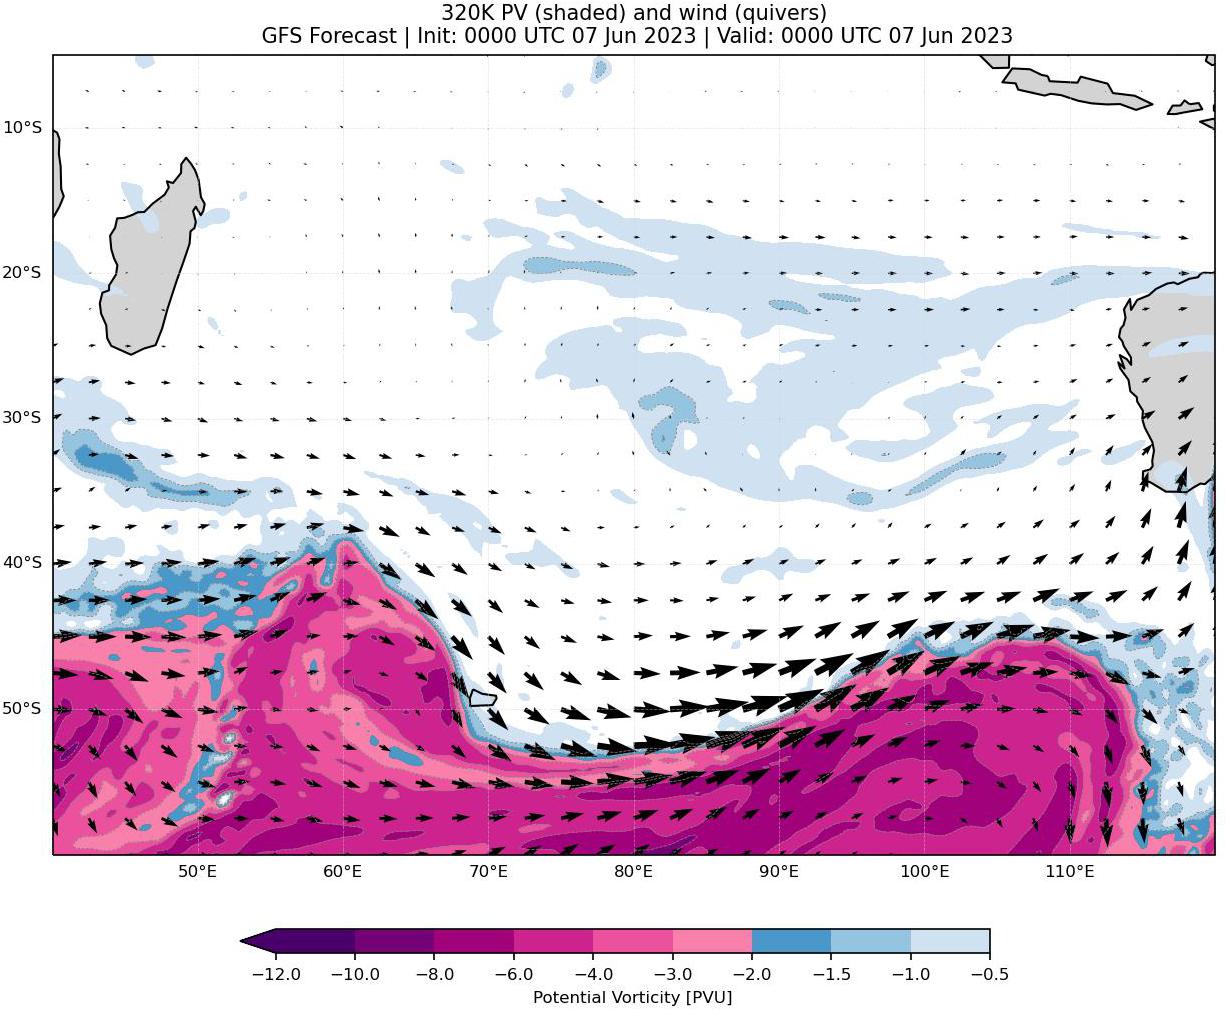 320K PV (shaded) and wind (quivers)
GFS Forecast | Init: 0000 UTC 07 Jun 2023 | Valid: 0000 UTC 07 Jun 2023
10°S
20°S
30°S
40°S
50°S
50°E 60°E 70°E 80°E 90°E 100°E 110°E
−12.0 −10.0 −8.0 −6.0 −4.0 −3.0 −2.0 −1.5 −1.0 −0.5
Potential Vorticity [PVU]